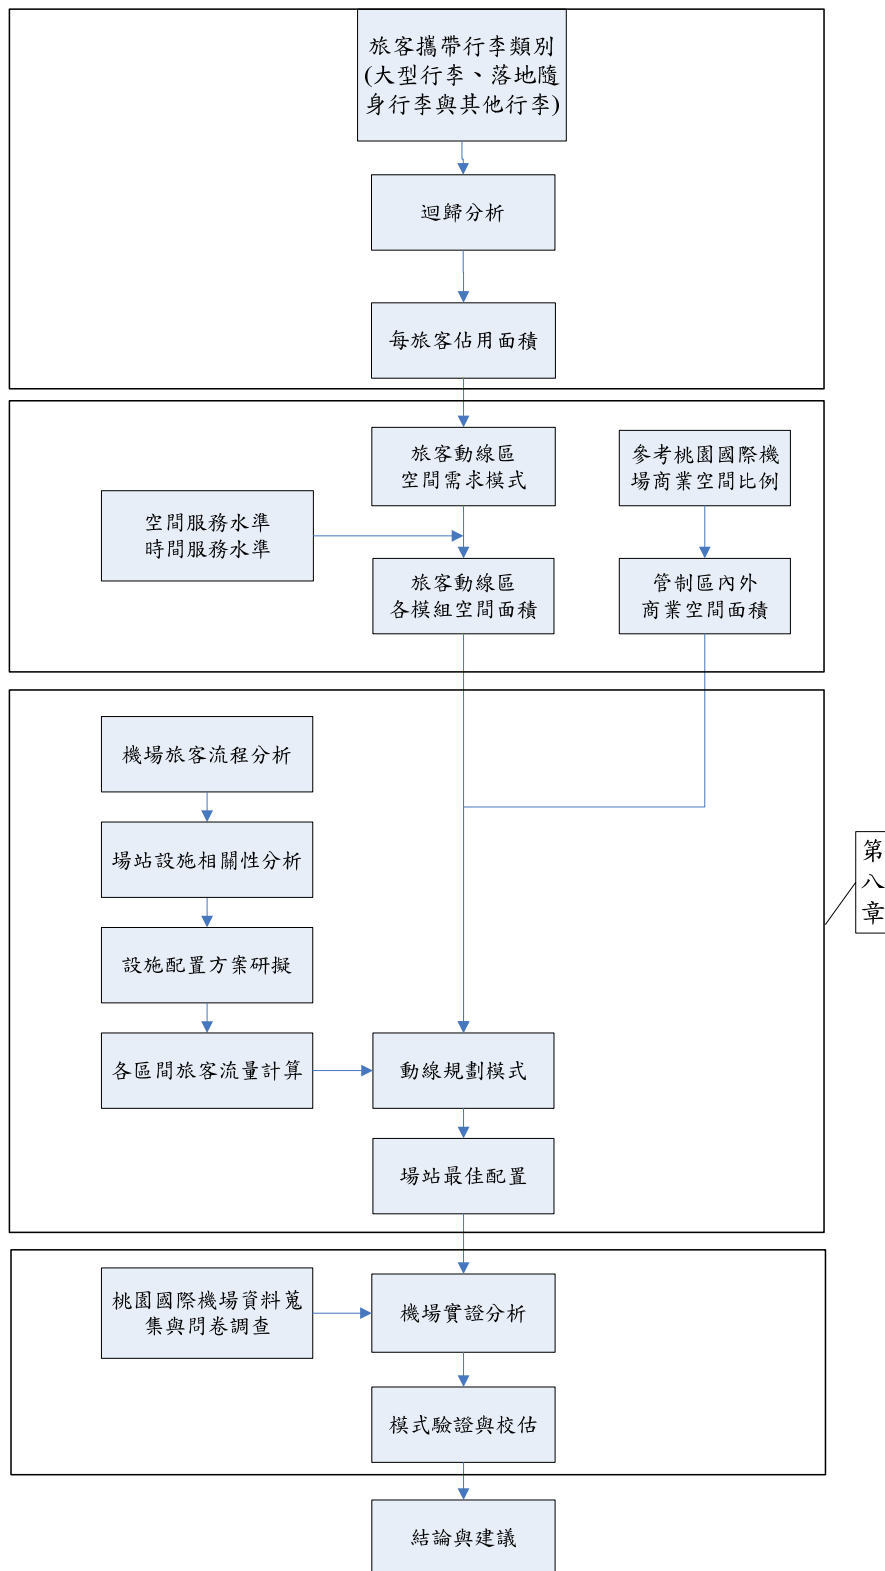 旅客攜帶行李類別
(大型行李、落地隨
身行李與其他行李)
迴歸分析
每旅客佔用面積
旅客動線區
空間需求模式
參考桃園國際機
場商業空間比例
空間服務水準
時間服務水準
旅客動線區
各模組空間面積
管制區內外
商業空間面積
機場旅客流程分析
場站設施相關性分析
第
八
章
設施配置方案研擬
各區間旅客流量計算
動線規劃模式
場站最佳配置
桃園國際機場資料蒐
集與問卷調查
機場實證分析
模式驗證與校估
結論與建議